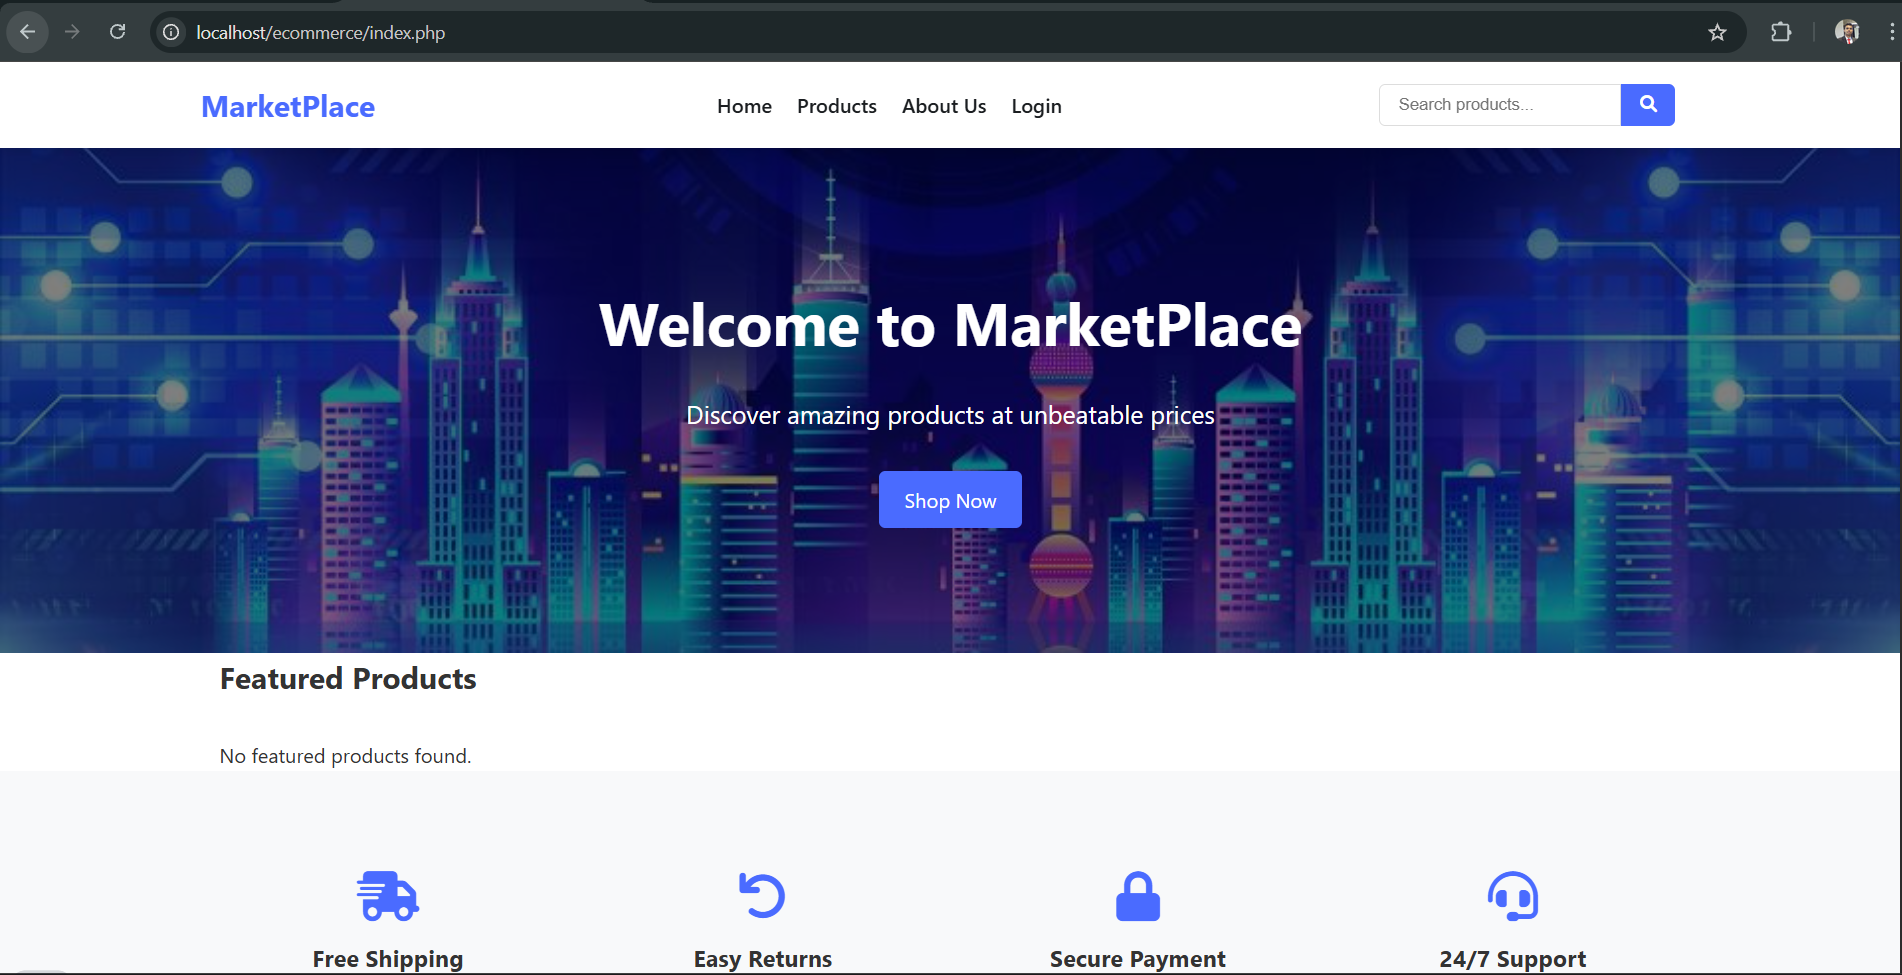 localhost/ecommerce/index.php
MarketPlace Home Products About Us Login Search products...
Welcome to MarketPlace
Discover amazing products at unbeatable prices
Shop Now
Featured Products
No featured products found.
Free Shipping Easy Returns Secure Payment 24/7 Support